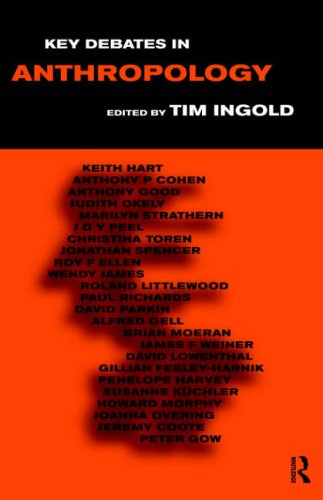 KEY DEBATES IN
ANTHROPOLOGY
EDITED BY TIM INGOLD
KEITH HART
ANTHONY P COHEN
ANTHONY GOOD
JUDITH OKELY
MARILYN STRATHERN
J D Y PEEL
CHRISTINA TOREN
JONATHAN SPENCER
ROY F ELLEN
WENDY JAMES
ROLAND LITTLEWOOD
PAUL RICHARDS
DAVID PARKIN
ALFRED GELL
BRIAN MOERAN
JAMES F WEINER
DAVID LOWENTHAL
GILLIAN FEELEY-HARNIK
PENELOPE HARVEY
SUSANNE KÜCHLER
HOWARD MORPHY
JOANNA OVERING
JEREMY COOTE
PETER GOW
ROUTLEDGE